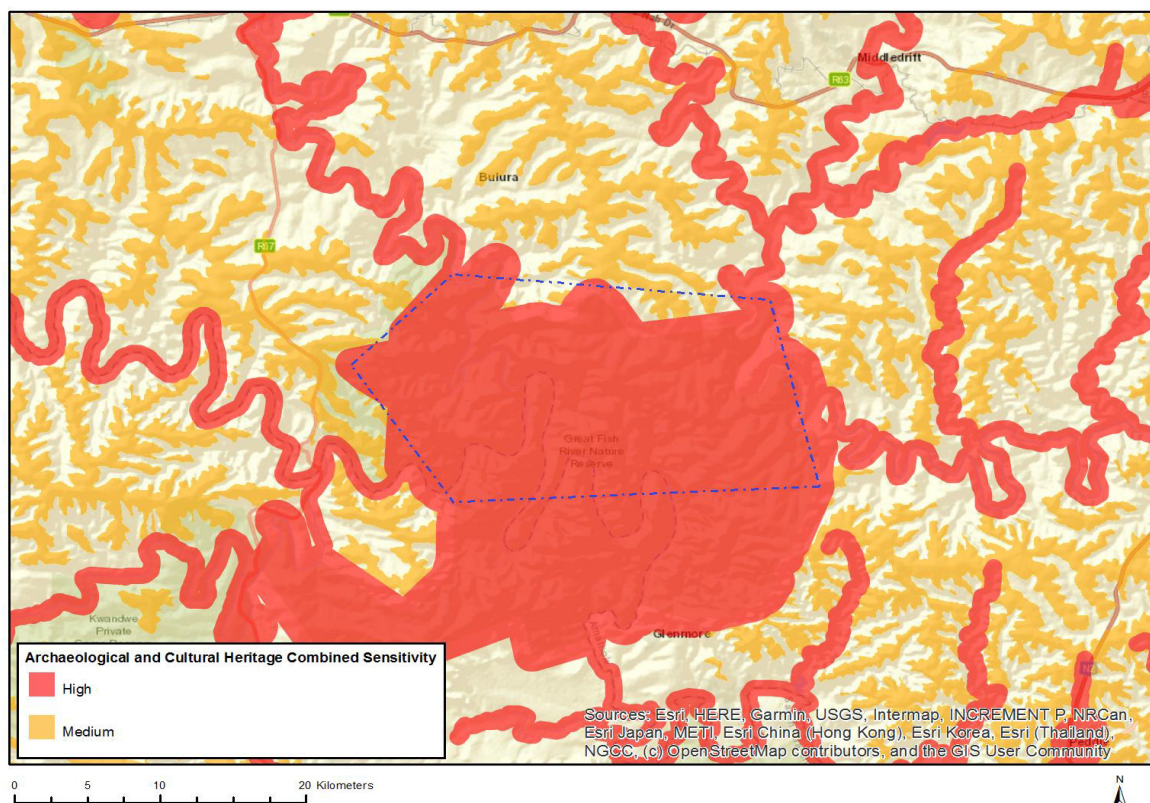 Middledrift
R63
Buiura
R67
Great Fish
River Nature
Reserve
Kwandwe
Private
Glenmore
Archaeological and Cultural Heritage Combined Sensitivity
High
Medium
Sources: Esri, HERE, Garmin, USGS, Intermap, INCREMENT P, NRCan,
Esri Japan, METI, Esri China (Hong Kong), Esri Korea, Esri (Thailand),
NGCC, (c) OpenStreetMap contributors, and the GIS User Community
0 5 10 20 Kilometers
N